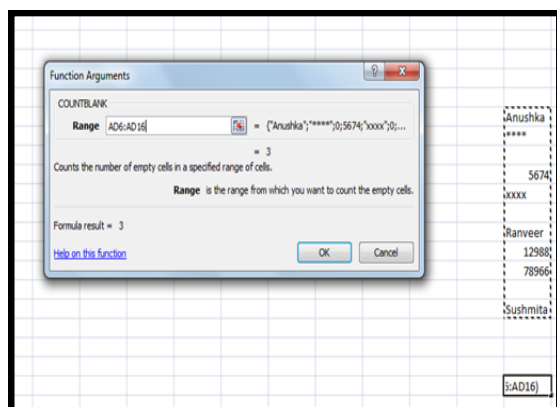 Function Arguments
COUNTBLANK
Range AD6:AD16 = {"Anushka";"****";0;5674;"xxxx";0;...
= 3
Counts the number of empty cells in a specified range of cells.
Range is the range from which you want to count the empty cells.
Formula result = 3
Help on this function
OK Cancel
Anushka
****
5674
xxxx
Ranveer
12988
78966
Sushmita
5:AD16)